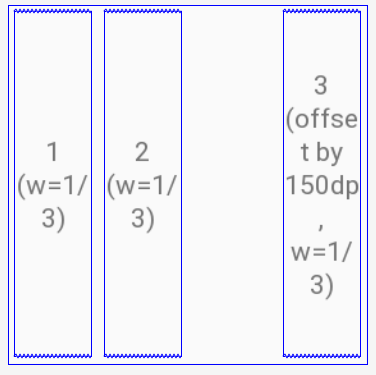 1
(w=1/
3)
2
(w=1/
3)
3
(offse
t by
150dp
,
w=1/
3)